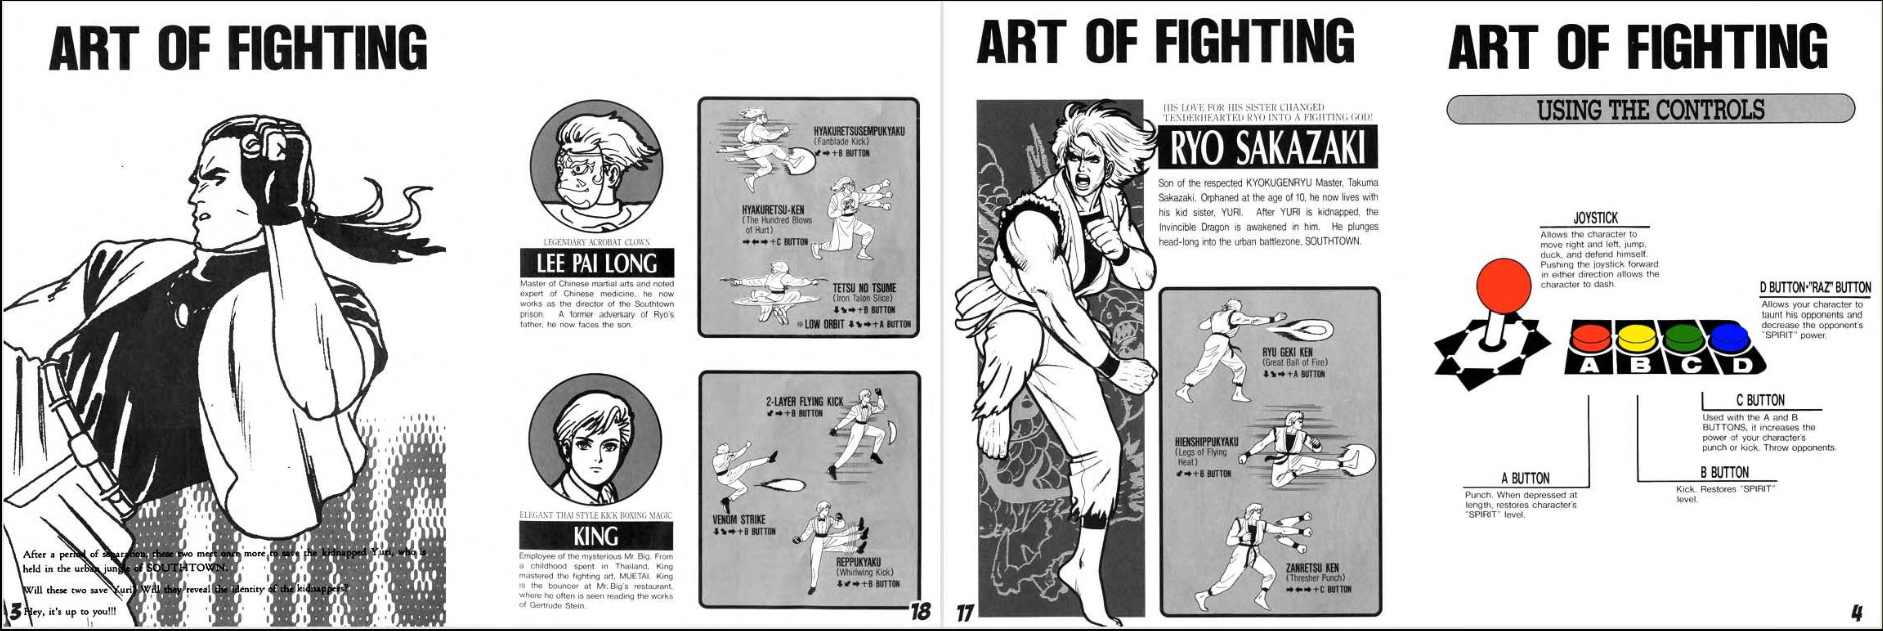 ART OF FIGHTING
After a period of separation, these two meet once more to save the kidnapped Yuri, who is
held in the urban jungle of SOUTHTOWN.
Will these two save Yuri? Will they reveal the identity of the kidnappers?
Hey, it's up to you!!!
3
LEGENDARY ACROBAT CLOWN
LEE PAI LONG
Master of Chinese martial arts and noted
expert of Chinese medicine, he now
works as the director of the Southtown
prison. A former adversary of Ryo's
father, he now faces the son.
HYAKURETSUSEMPUKYAKU
(Fanblade Kick)
↙➡+B BUTTON
HYAKURETSU-KEN
(The Hundred Blows
of Hurt)
➡⬅➡+C BUTTON
TETSU NO TSUME
(Iron Talon Slice)
⬇↘➡+B BUTTON
※LOW ORBIT ⬇↘➡+A BUTTON
ELEGANT THAI STYLE KICK BOXING MAGIC
KING
Employee of the mysterious Mr. Big. From
a childhood spent in Thailand, King
mastered the fighting art, MUETAI. King
is the bouncer at Mr. Big's restaurant,
where he often is seen reading the works
of Gertrude Stein.
2-LAYER FLYING KICK
↙➡+B BUTTON
VENOM STRIKE
⬇↘➡+B BUTTON
REPPUKYAKU
(Whirlwing Kick)
⬇↙➡+B BUTTON
18
ART OF FIGHTING
HIS LOVE FOR HIS SISTER CHANGED
TENDERHEARTED RYO INTO A FIGHTING GOD!
RYO SAKAZAKI
Son of the respected KYOKUGENRYU Master, Takuma
Sakazaki. Orphaned at the age of 10, he now lives with
his kid sister, YURI. After YURI is kidnapped, the
Invincible Dragon is awakened in him. He plunges
head-long into the urban battlezone, SOUTHTOWN.
RYU GEKI KEN
(Great Ball of Fire)
⬇↘➡+A BUTTON
HIENSHIPPUKYAKU
(Legs of Flying
Heat)
↙➡+B BUTTON
ZANRETSU KEN
(Thresher Punch)
➡⬅➡+C BUTTON
17
ART OF FIGHTING
USING THE CONTROLS
JOYSTICK
Allows the character to
move right and left, jump,
duck, and defend himself.
Pushing the joystick forward
in either direction allows the
character to dash.
D BUTTON-"RAZ" BUTTON
Allows your character to
taunt his opponents and
decrease the opponent's
"SPIRIT" power.
A B C D
C BUTTON
Used with the A and B
BUTTONS, it increases the
power of your character's
punch or kick. Throw opponents.
A BUTTON
Punch. When depressed at
length, restores character's
"SPIRIT" level.
B BUTTON
Kick. Restores "SPIRIT"
level.
4